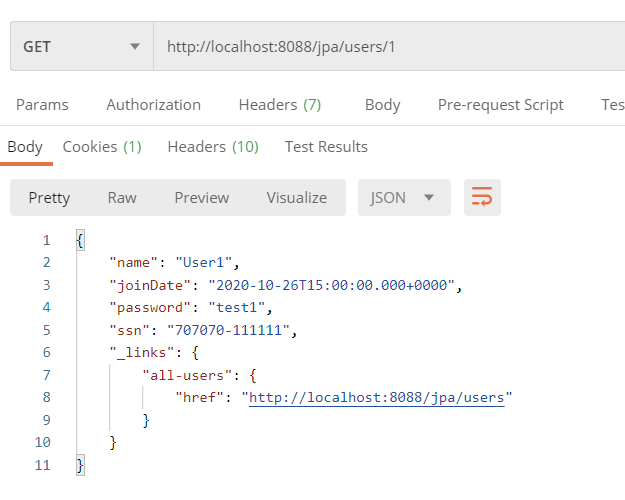 GET http://localhost:8088/jpa/users/1
Params Authorization Headers (7) Body Pre-request Script Tes
Body Cookies (1) Headers (10) Test Results
Pretty Raw Preview Visualize JSON
1 {
2 "name": "User1",
3 "joinDate": "2020-10-26T15:00:00.000+0000",
4 "password": "test1",
5 "ssn": "707070-111111",
6 "_links": {
7 "all-users": {
8 "href": "http://localhost:8088/jpa/users"
9 }
10 }
11 }